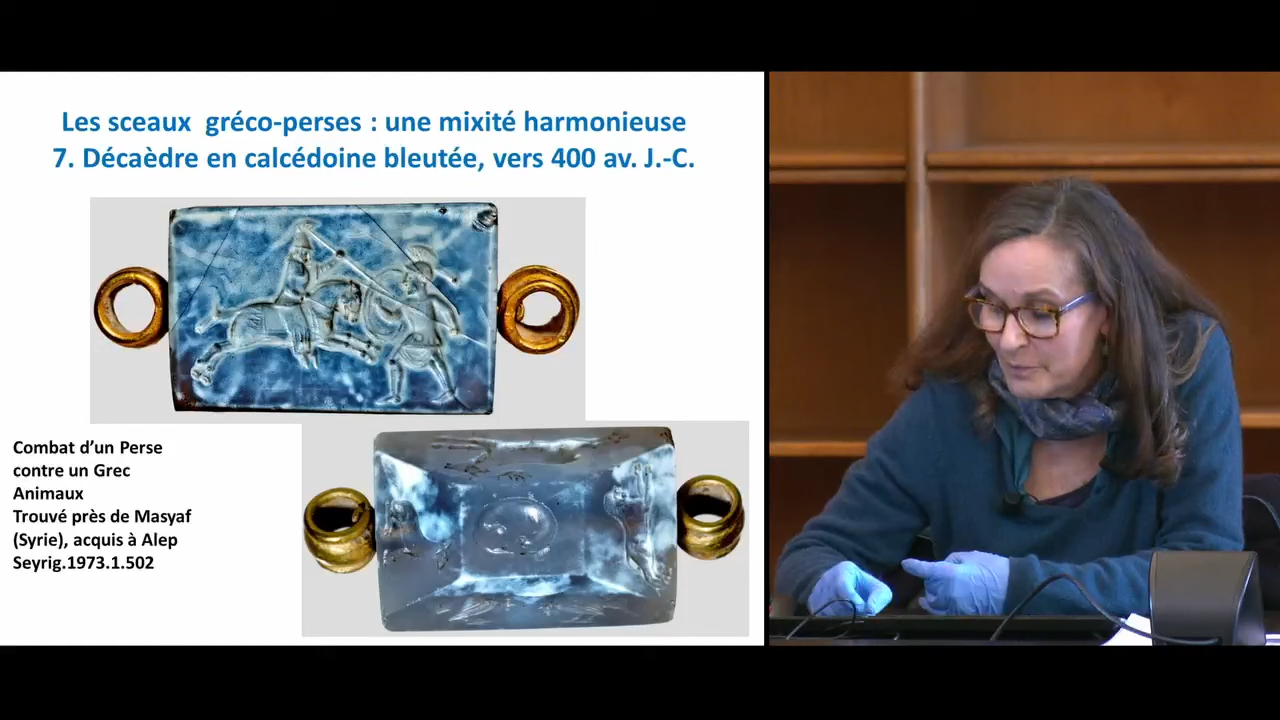 Les sceaux gréco-perses : une mixité harmonieuse
7. Décaèdre en calcédoine bleutée, vers 400 av. J.-C.
Combat d’un Perse
contre un Grec
Animaux
Trouvé près de Masyaf
(Syrie), acquis à Alep
Seyrig.1973.1.502